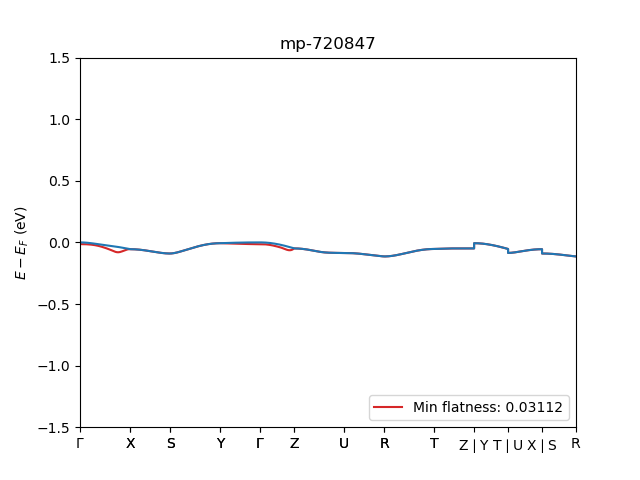 mp-720847
1.5
1.0
0.5
0.0
−0.5
−1.0
−1.5
E − E_F (eV)
Min flatness: 0.03112
Γ X S Y Γ Z U R T Z | Y T | U X | S R